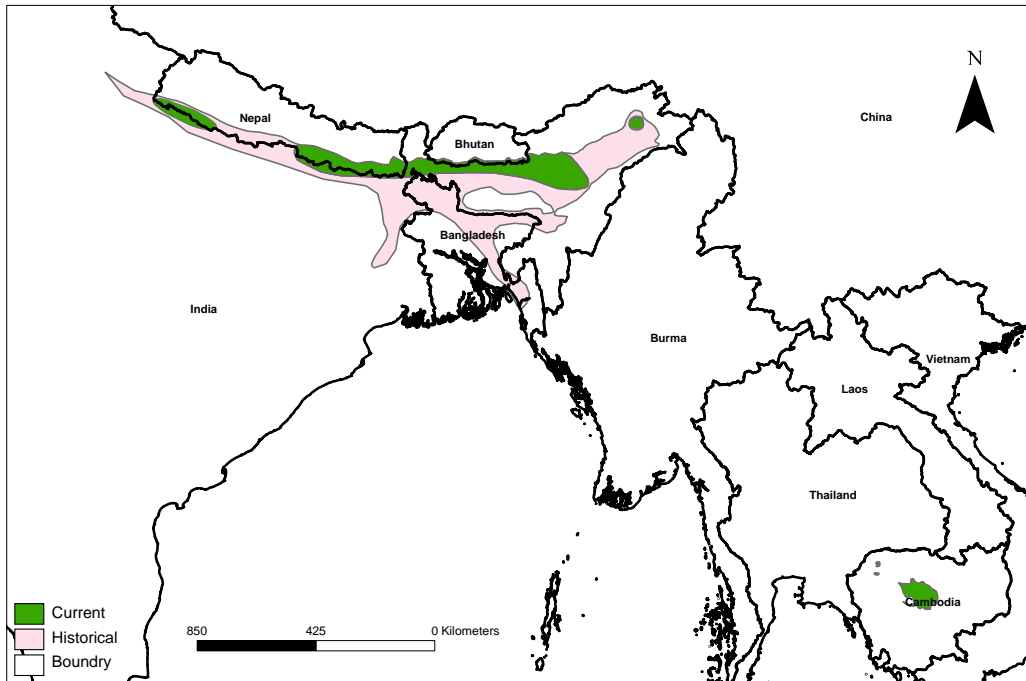 N
China
Nepal
Bhutan
Bangladesh
India
Burma
Vietnam
Laos
Thailand
Cambodia
Current
Historical
Boundry
850 425 0 Kilometers